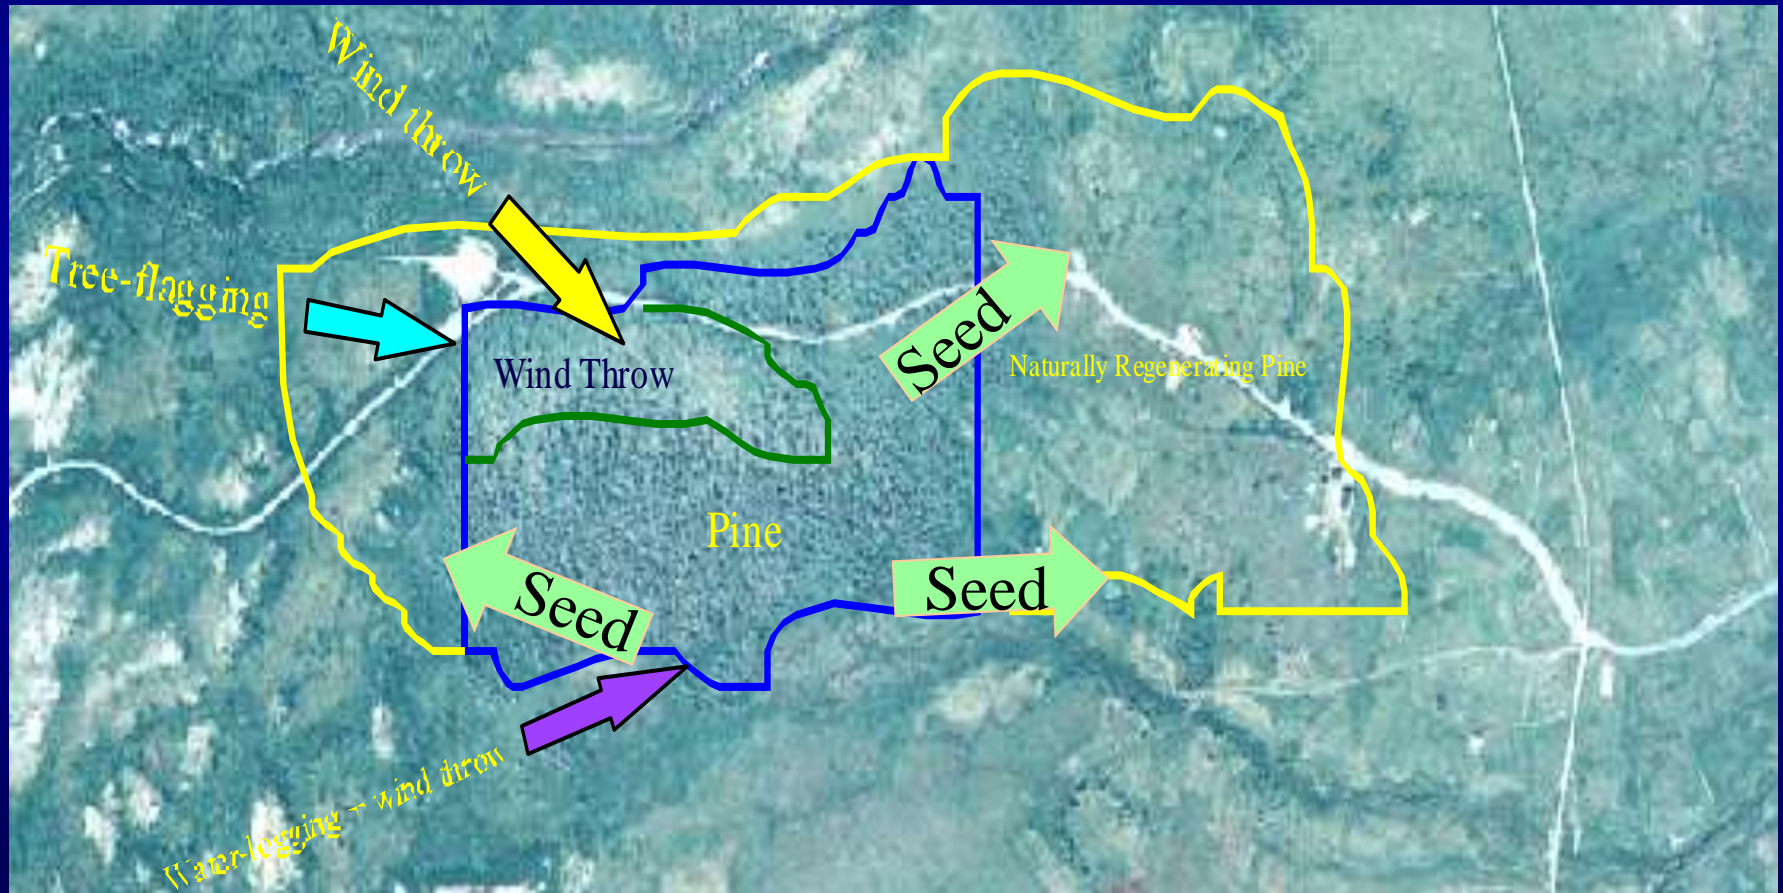 Wind throw
Tree-flagging
Wind Throw
Seed
Naturally Regenerating Pine
Pine
Seed
Seed
Water-logging – wind throw